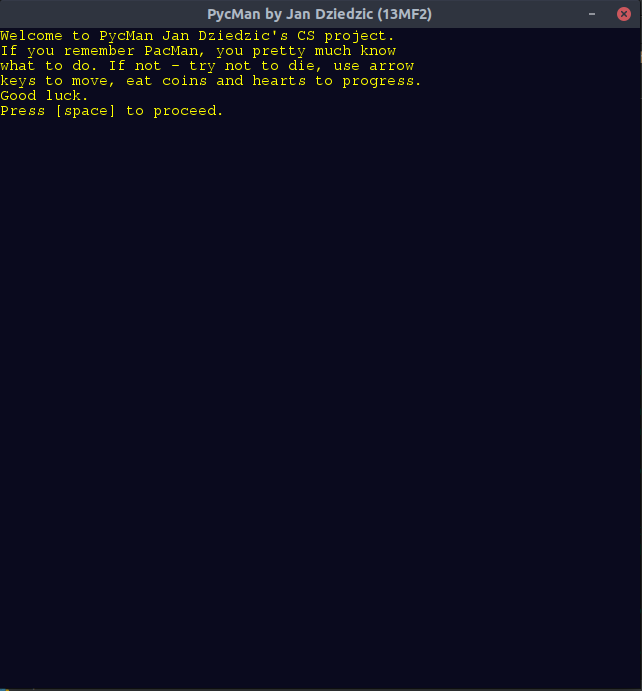 PycMan by Jan Dziedzic (13MF2)
Welcome to PycMan Jan Dziedzic's CS project.
If you remember PacMan, you pretty much know
what to do. If not - try not to die, use arrow
keys to move, eat coins and hearts to progress.
Good luck.
Press [space] to proceed.